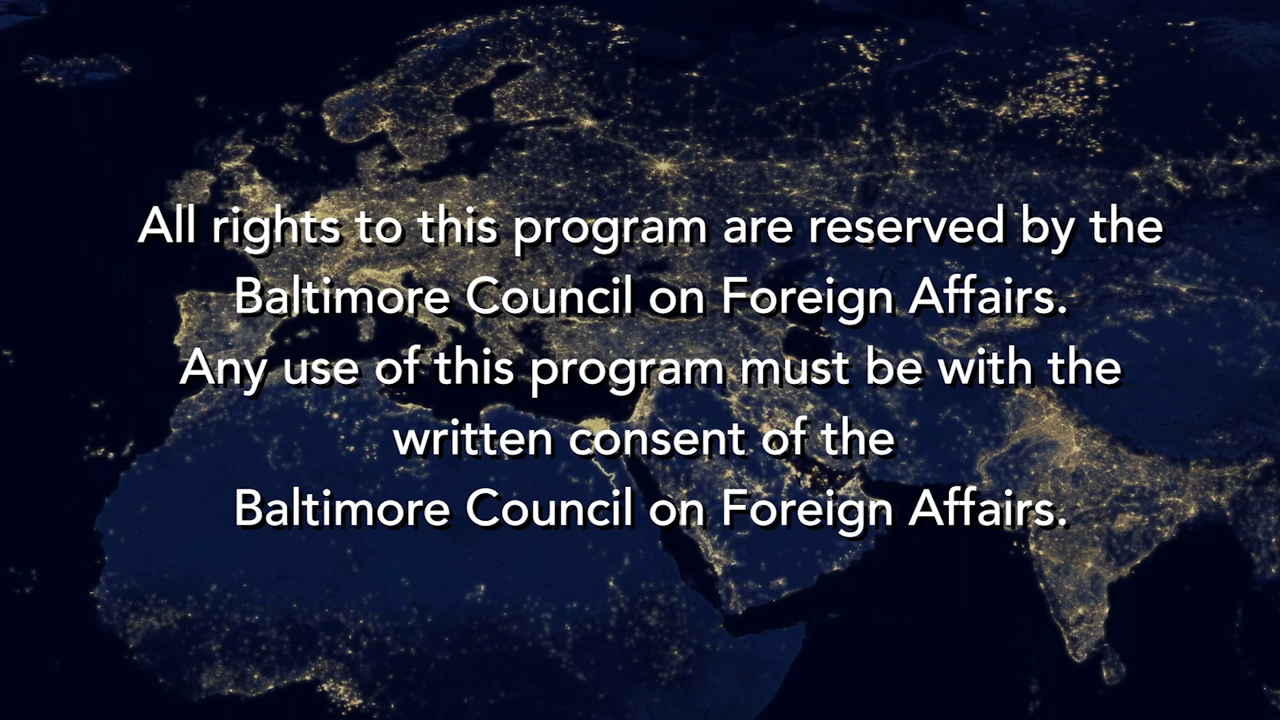 All rights to this program are reserved by the
Baltimore Council on Foreign Affairs.
Any use of this program must be with the
written consent of the
Baltimore Council on Foreign Affairs.